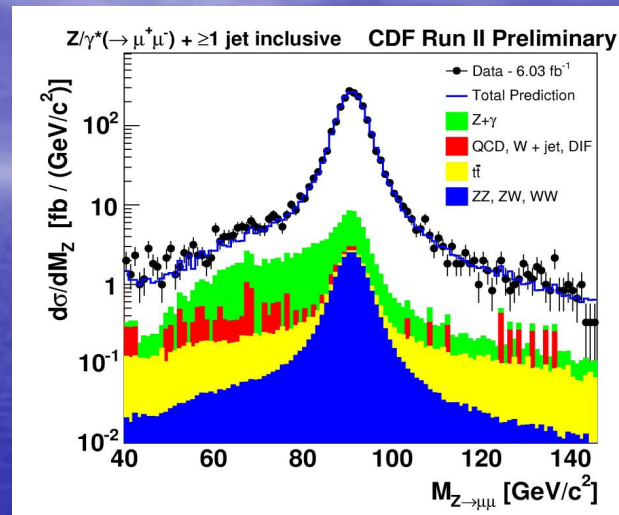 Z/γ*(→ μ⁺μ⁻) + ≥1 jet inclusive CDF Run II Preliminary
dσ/dM_Z [fb / (GeV/c²)]
Data - 6.03 fb⁻¹
Total Prediction
Z+γ
QCD, W + jet, DIF
tt̄
ZZ, ZW, WW
10²
10
1
10⁻¹
10⁻²
40 60 80 100 120 140
M_Z→μμ [GeV/c²]